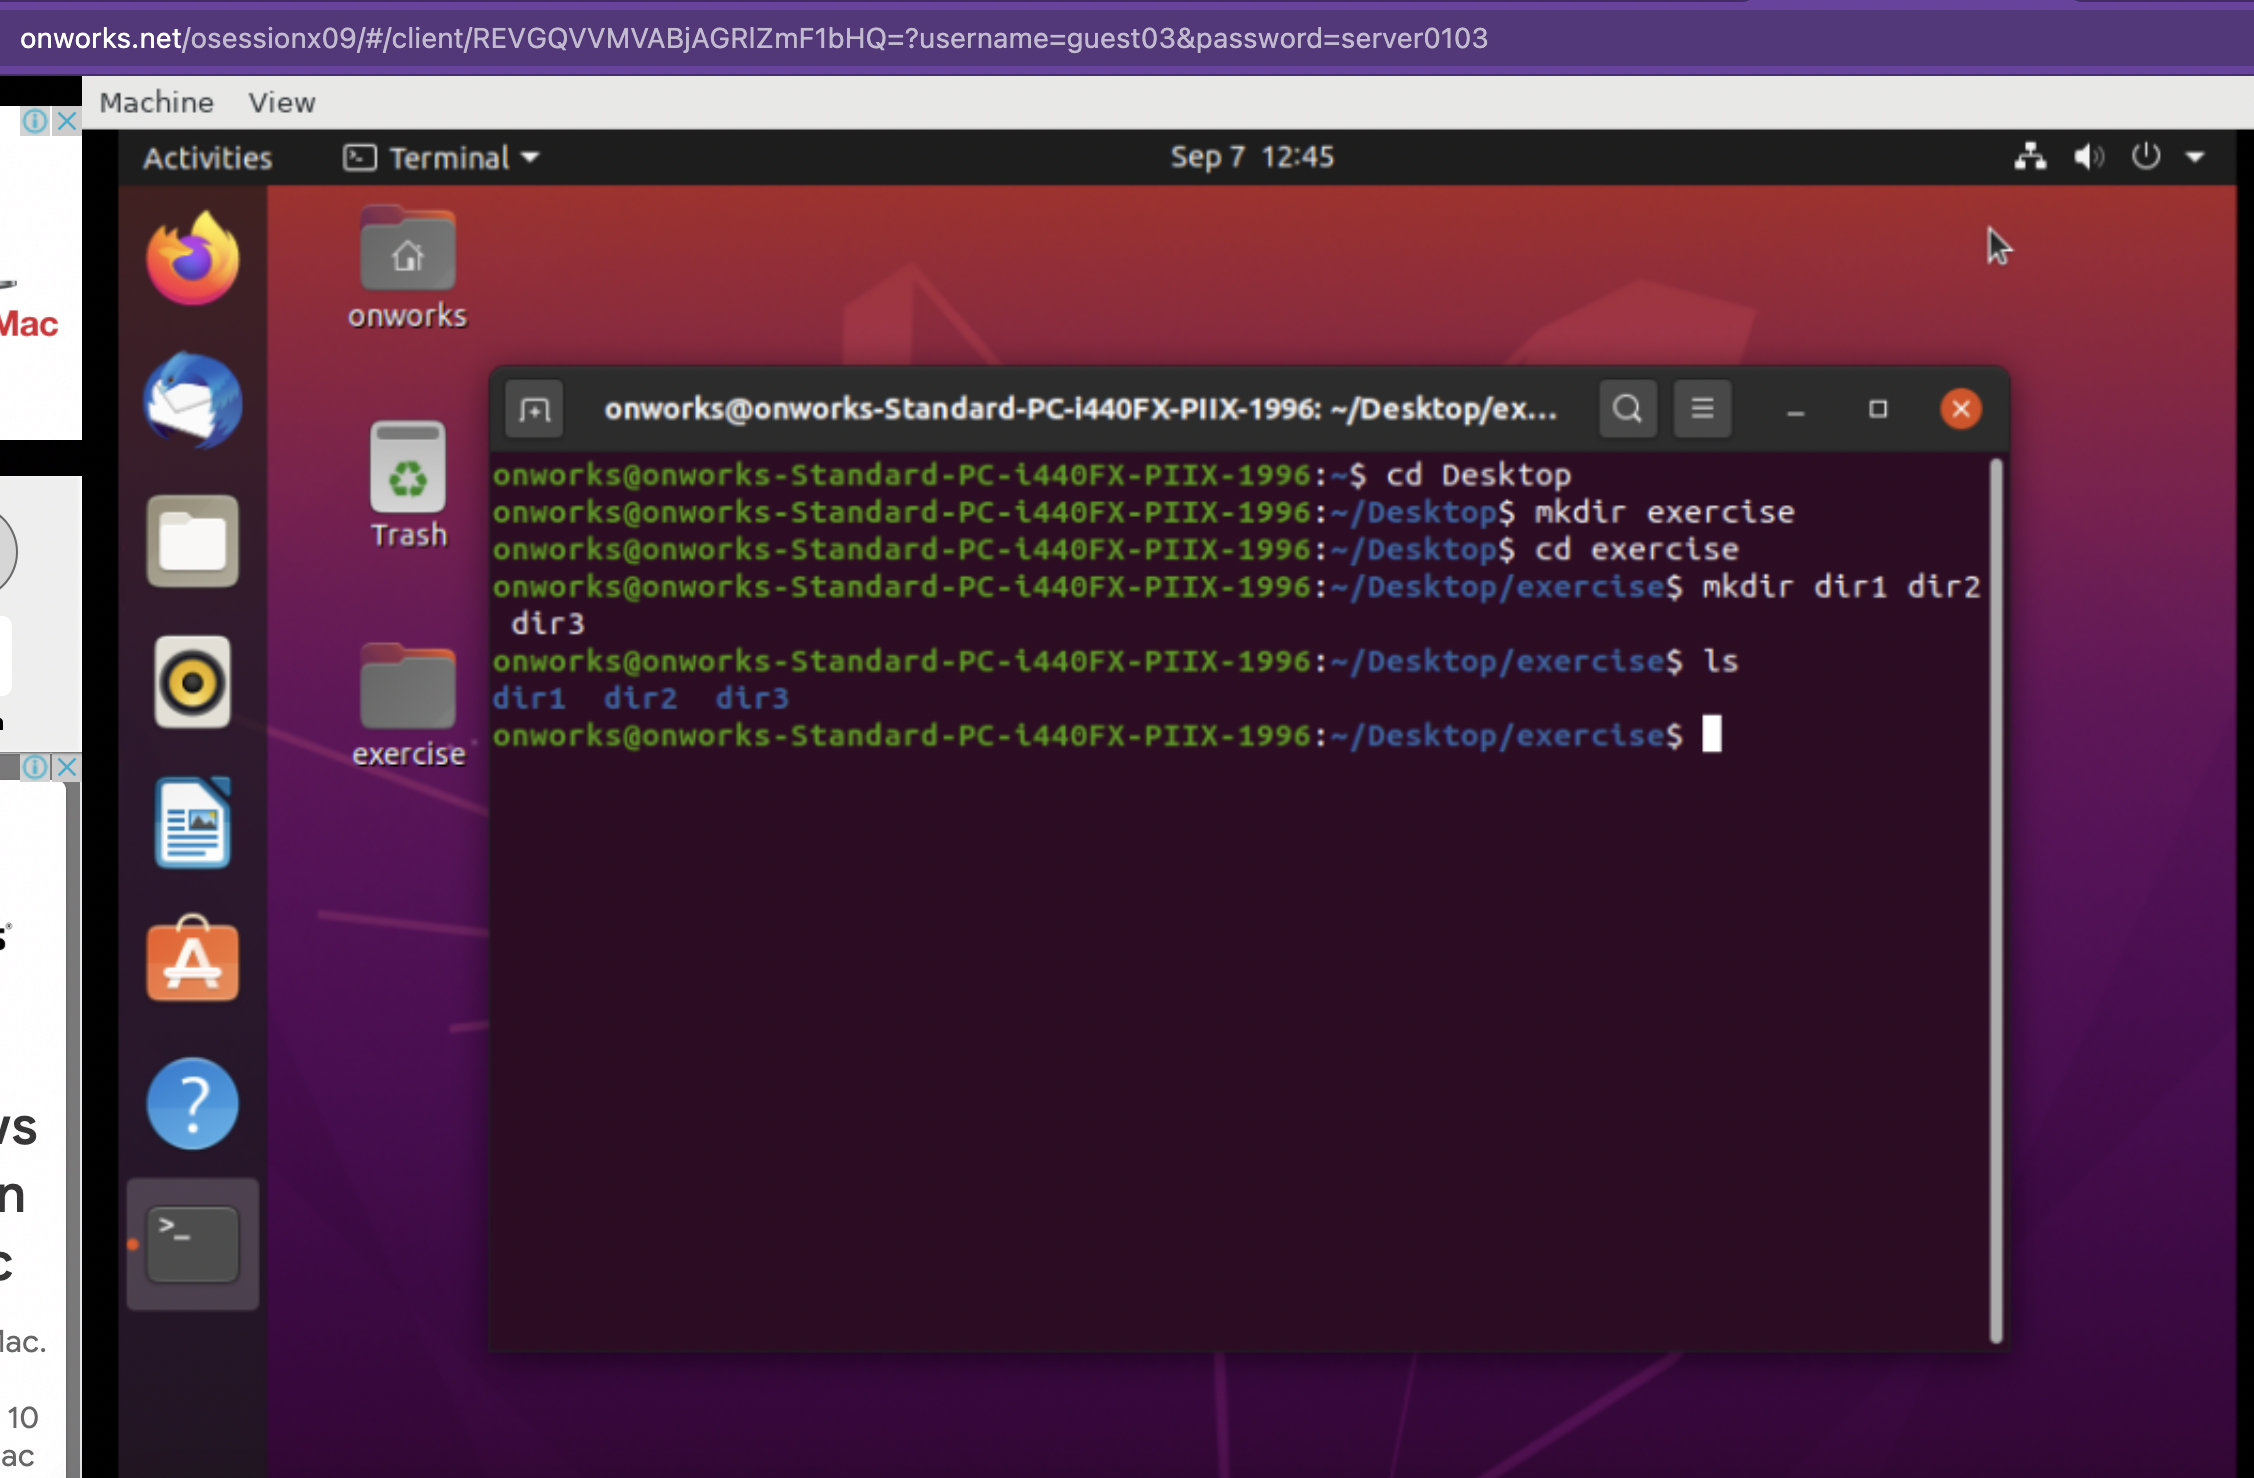 onworks.net/osessionx09/#/client/REVGQVVMVABjAGRlZmF1bHQ=?username=guest03&password=server0103
Machine View
Activities Terminal Sep 7 12:45
Mac
onworks
Trash
exercise
onworks@onworks-Standard-PC-i440FX-PIIX-1996: ~/Desktop/ex...
onworks@onworks-Standard-PC-i440FX-PIIX-1996:~$ cd Desktop
onworks@onworks-Standard-PC-i440FX-PIIX-1996:~/Desktop$ mkdir exercise
onworks@onworks-Standard-PC-i440FX-PIIX-1996:~/Desktop$ cd exercise
onworks@onworks-Standard-PC-i440FX-PIIX-1996:~/Desktop/exercise$ mkdir dir1 dir2
dir3
onworks@onworks-Standard-PC-i440FX-PIIX-1996:~/Desktop/exercise$ ls
dir1 dir2 dir3
onworks@onworks-Standard-PC-i440FX-PIIX-1996:~/Desktop/exercise$
>_
10